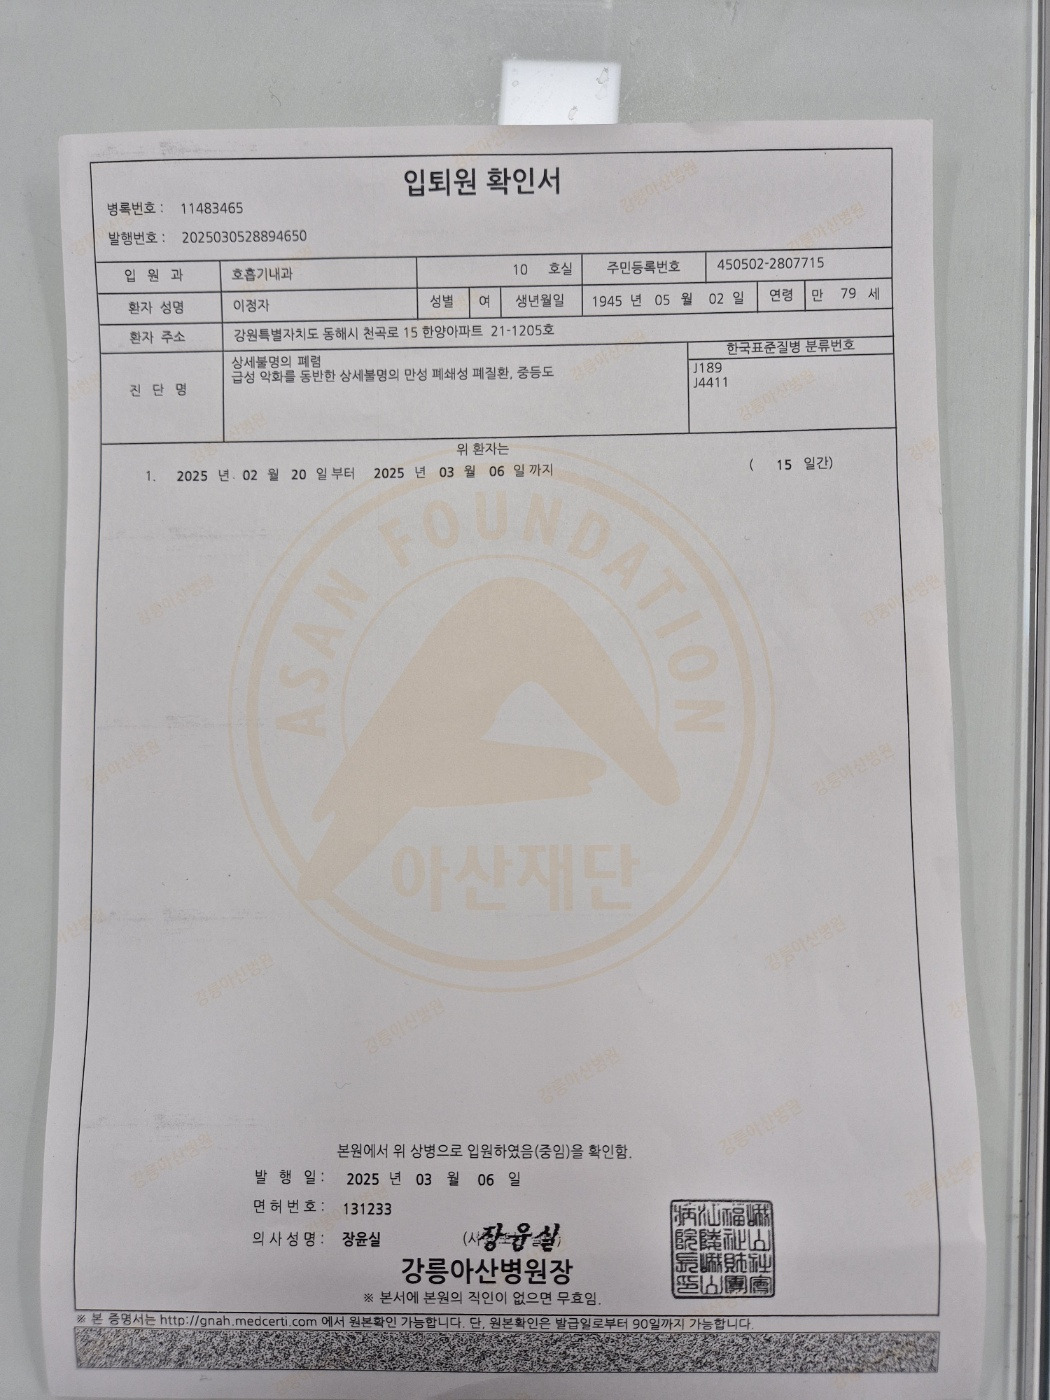 입퇴원 확인서
병록번호 : 11483465
발행번호 : 2025030528894650
입 원 과 호흡기내과 10 호실 주민등록번호 450502-2807715
환자 성명 이정자 성별 여 생년월일 1945 년 05 월 02 일 연령 만 79 세
환자 주소 강원특별자치도 동해시 천곡로 15 한양아파트 21-1205호
진 단 명 상세불명의 폐렴 한국표준질병 분류번호
급성 악화를 동반한 상세불명의 만성 폐쇄성 폐질환, 중등도 J189
J4411
위 환자는
1. 2025 년 02 월 20 일 부터 2025 년 03 월 06 일 까지 ( 15 일간)
ASAN FOUNDATION
아산재단
본원에서 위 상병으로 입원하였음(중임)을 확인함.
발 행 일 : 2025 년 03 월 06 일
면허번호 : 131233
의사성명 : 장윤실 장윤실
강릉아산병원장
※ 본서에 본원의 직인이 없으면 무효임.
※ 본 증명서는 http://gnah.medcerti.com 에서 원본확인 가능합니다. 단, 원본확인은 발급일로부터 90일까지 가능합니다.
강릉아산병원